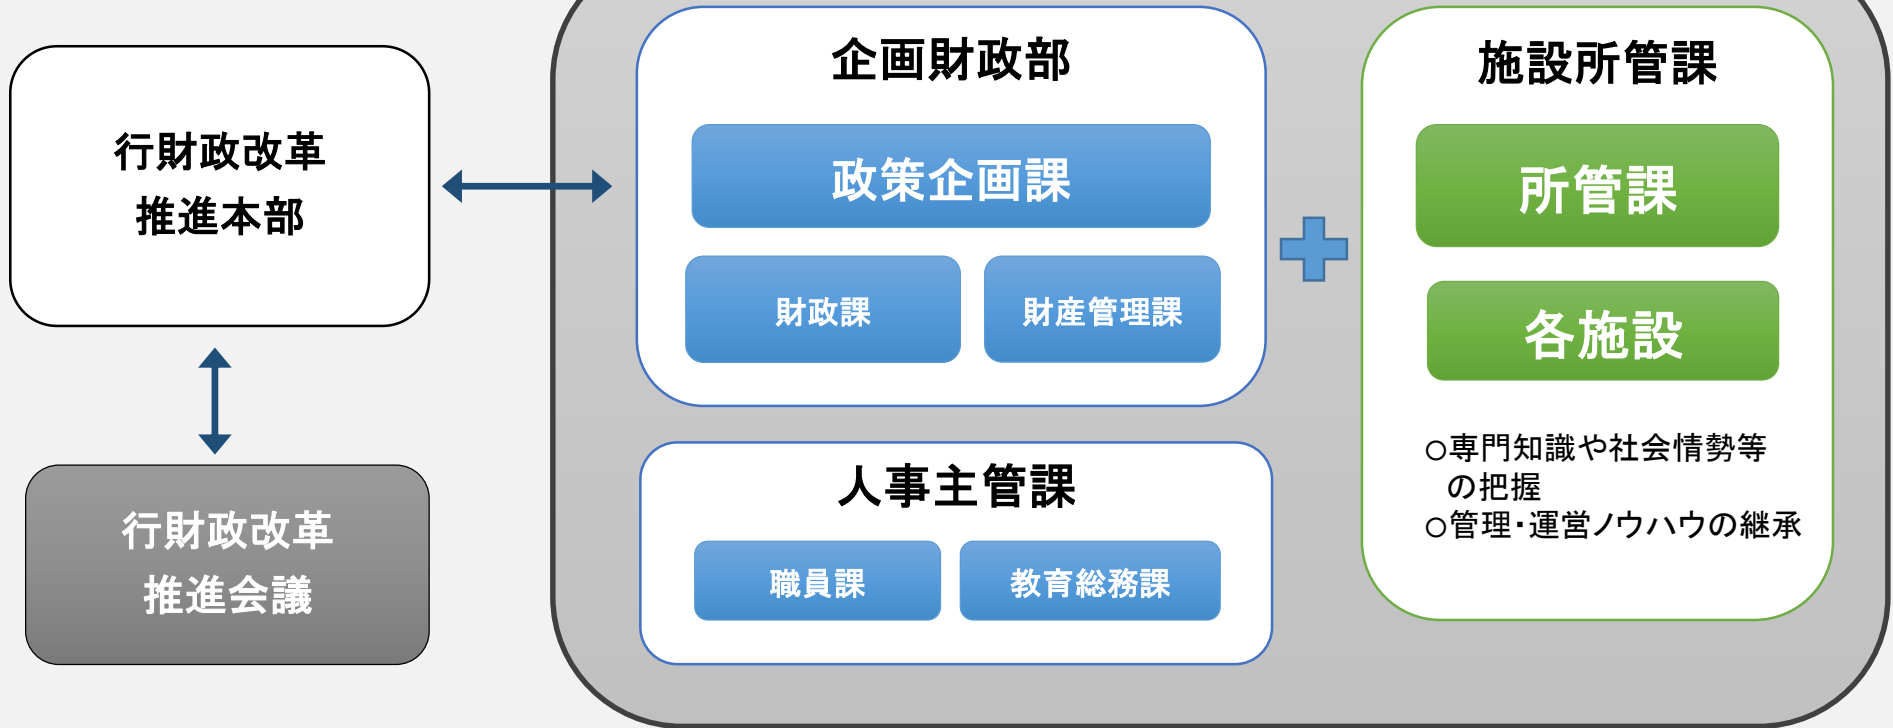 行財政改革
推進本部
行財政改革
推進会議
企画財政部
政策企画課
財政課
財産管理課
人事主管課
職員課
教育総務課
施設所管課
所管課
各施設
○専門知識や社会情勢等
の把握
○管理・運営ノウハウの継承